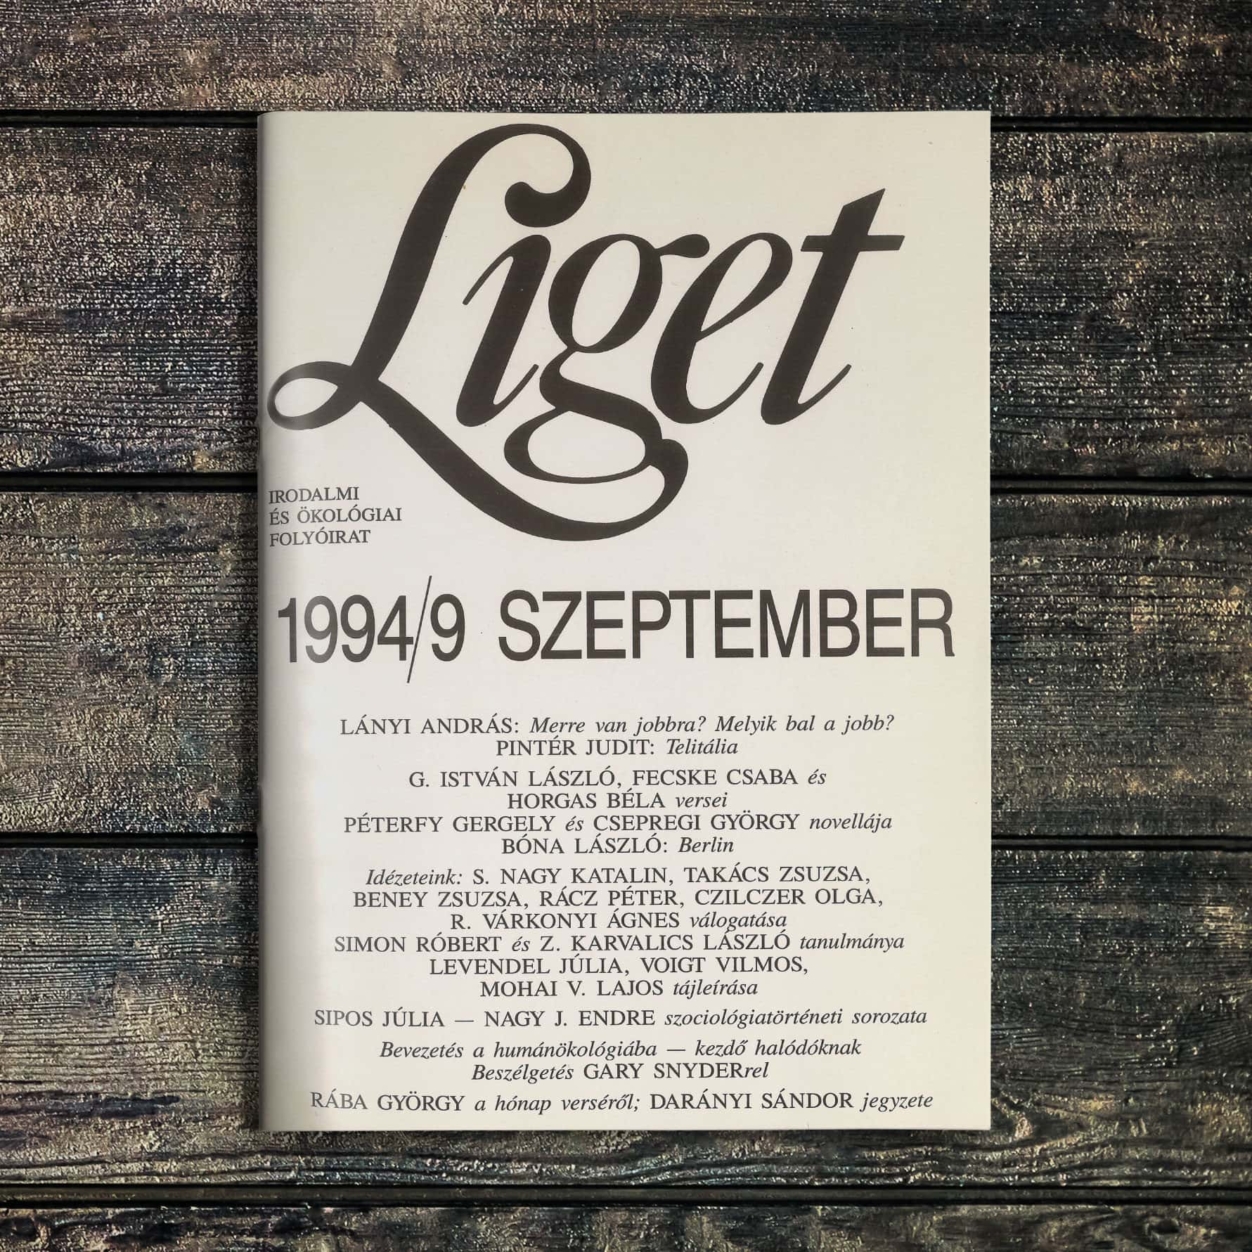 Liget
IRODALMI
ÉS ÖKOLÓGIAI
FOLYÓIRAT
1994/9 SZEPTEMBER
LÁNYI ANDRÁS: Merre van jobbra? Melyik bal a jobb?
PINTÉR JUDIT: Telitália
G. ISTVÁN LÁSZLÓ, FECSKE CSABA és
HORGAS BÉLA versei
PÉTERFY GERGELY és CSEPREGI GYÖRGY novellája
BÓNA LÁSZLÓ: Berlin
Idézeteink: S. NAGY KATALIN, TAKÁCS ZSUZSA,
BENEY ZSUZSA, RÁCZ PÉTER, CZILCZER OLGA,
R. VÁRKONYI ÁGNES válogatása
SIMON RÓBERT és Z. KARVALICS LÁSZLÓ tanulmánya
LEVENDEL JÚLIA, VOIGT VILMOS,
MOHAI V. LAJOS tájleírása
SIPOS JÚLIA — NAGY J. ENDRE szociológiatörténeti sorozata
Bevezetés a humánökológiába — kezdő halódóknak
Beszélgetés GARY SNYDERrel
RÁBA GYÖRGY a hónap verséről; DARÁNYI SÁNDOR jegyzete